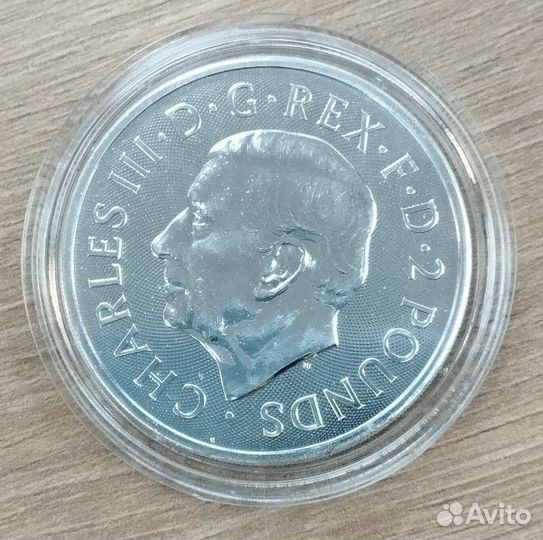 · CHARLES III · D · G · REX · F · D · 2 POUNDS
Avito